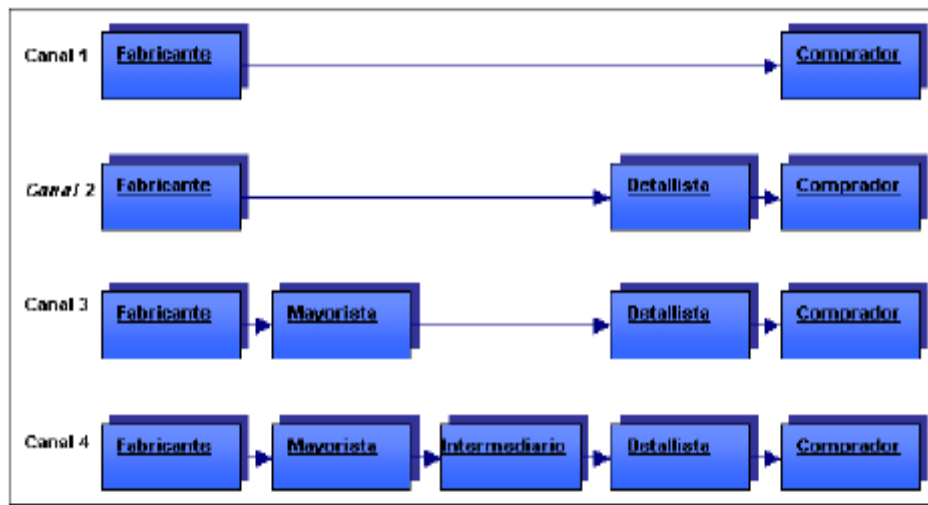 Canal 1 Fabricante Comprador
Canal 2 Fabricante Detallista Comprador
Canal 3 Fabricante Mayorista Detallista Comprador
Canal 4 Fabricante Mayorista Intermediario Detallista Comprador